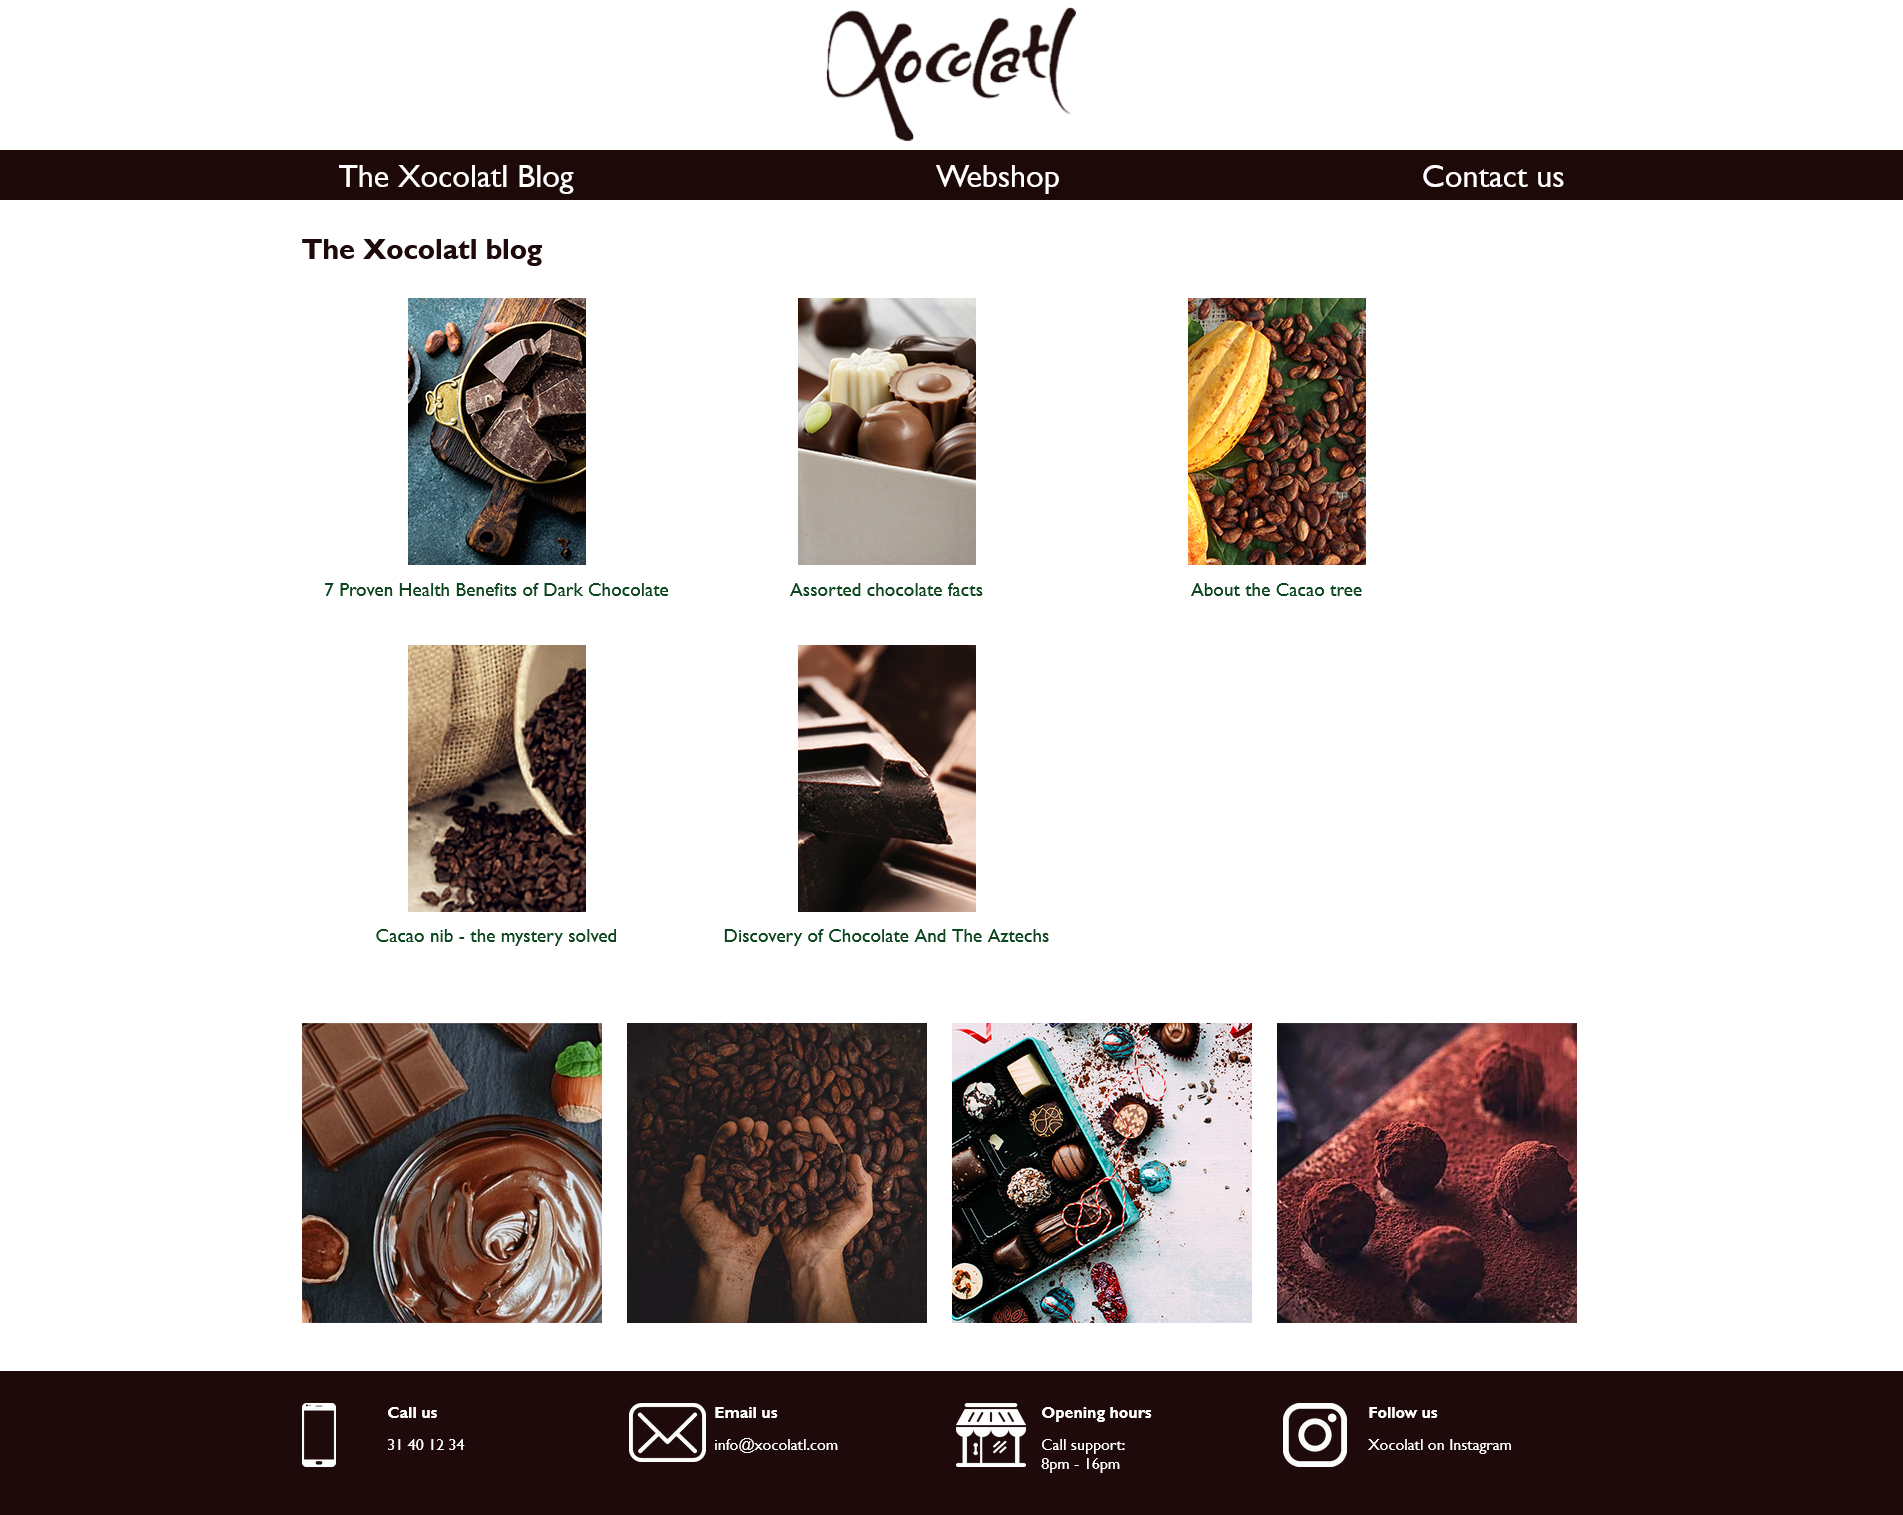 Xocolatl
The Xocolatl Blog
Webshop
Contact us
The Xocolatl blog
7 Proven Health Benefits of Dark Chocolate
Assorted chocolate facts
About the Cacao tree
Cacao nib - the mystery solved
Discovery of Chocolate And The Aztechs
Call us
31 40 12 34
Email us
info@xocolatl.com
Opening hours
Call support:
8pm - 16pm
Follow us
Xocolatl on Instagram